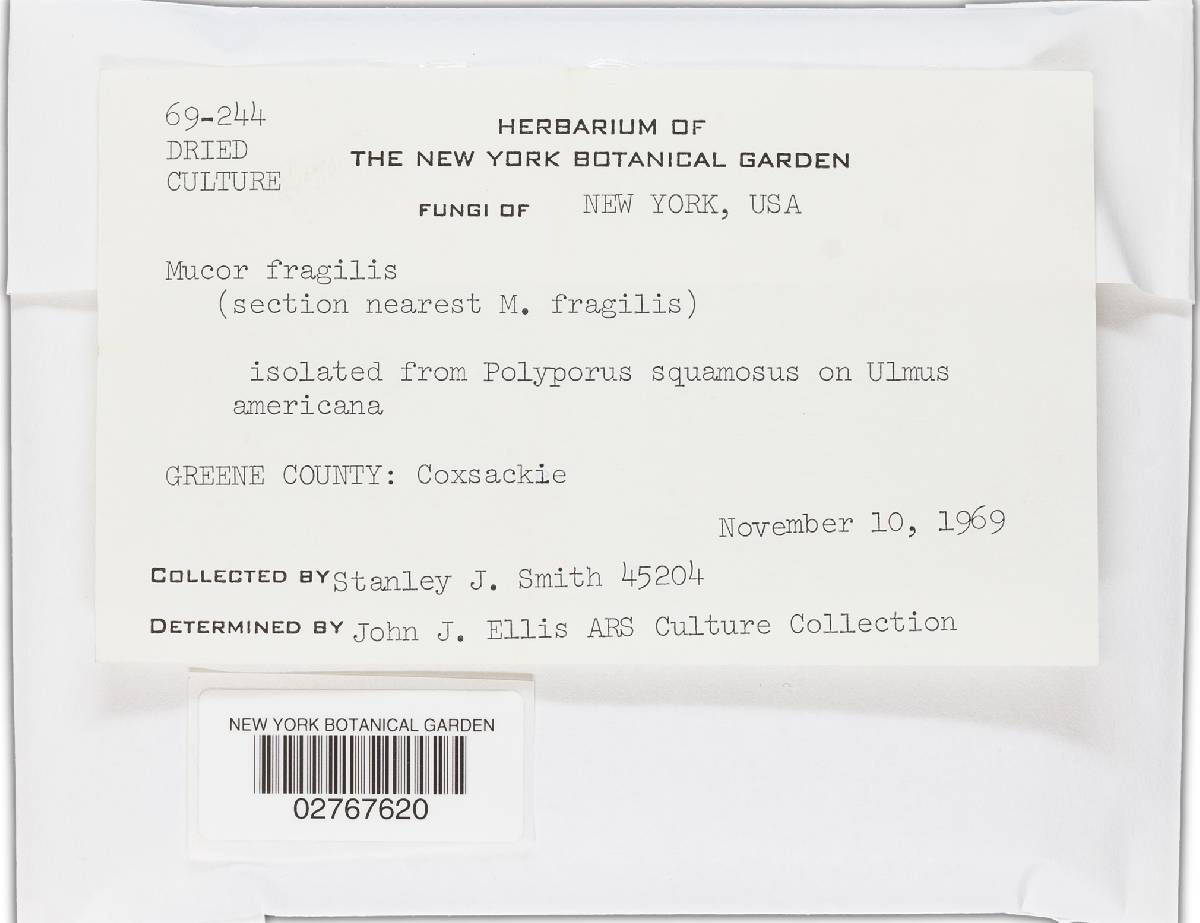 69-244
DRIED
CULTURE
HERBARIUM OF
THE NEW YORK BOTANICAL GARDEN
FUNGI OF NEW YORK, USA
Mucor fragilis
(section nearest M. fragilis)
isolated from Polyporus squamosus on Ulmus
americana
GREENE COUNTY: Coxsackie
November 10, 1969
COLLECTED BY Stanley J. Smith 45204
DETERMINED BY John J. Ellis ARS Culture Collection
NEW YORK BOTANICAL GARDEN
02767620